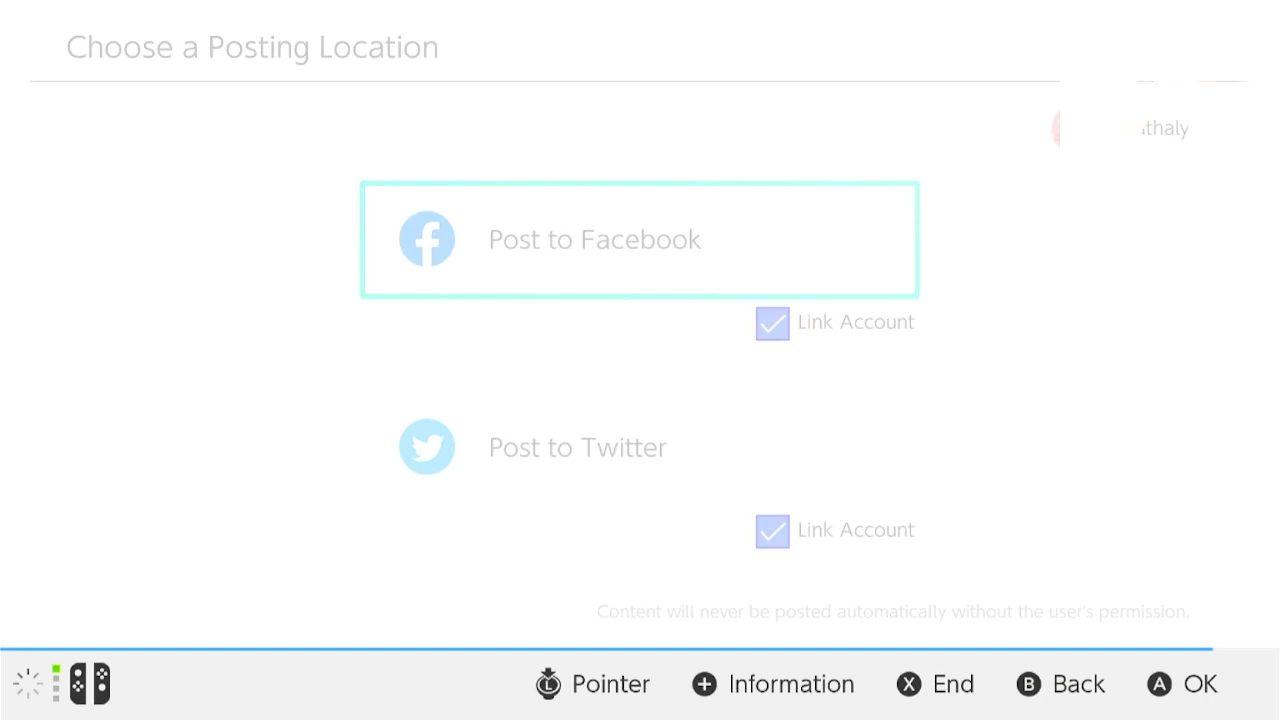 Choose a Posting Location
thaly
Post to Facebook
Link Account
Post to Twitter
Link Account
Content will never be posted automatically without the user's permission.
Pointer + Information X End B Back A OK